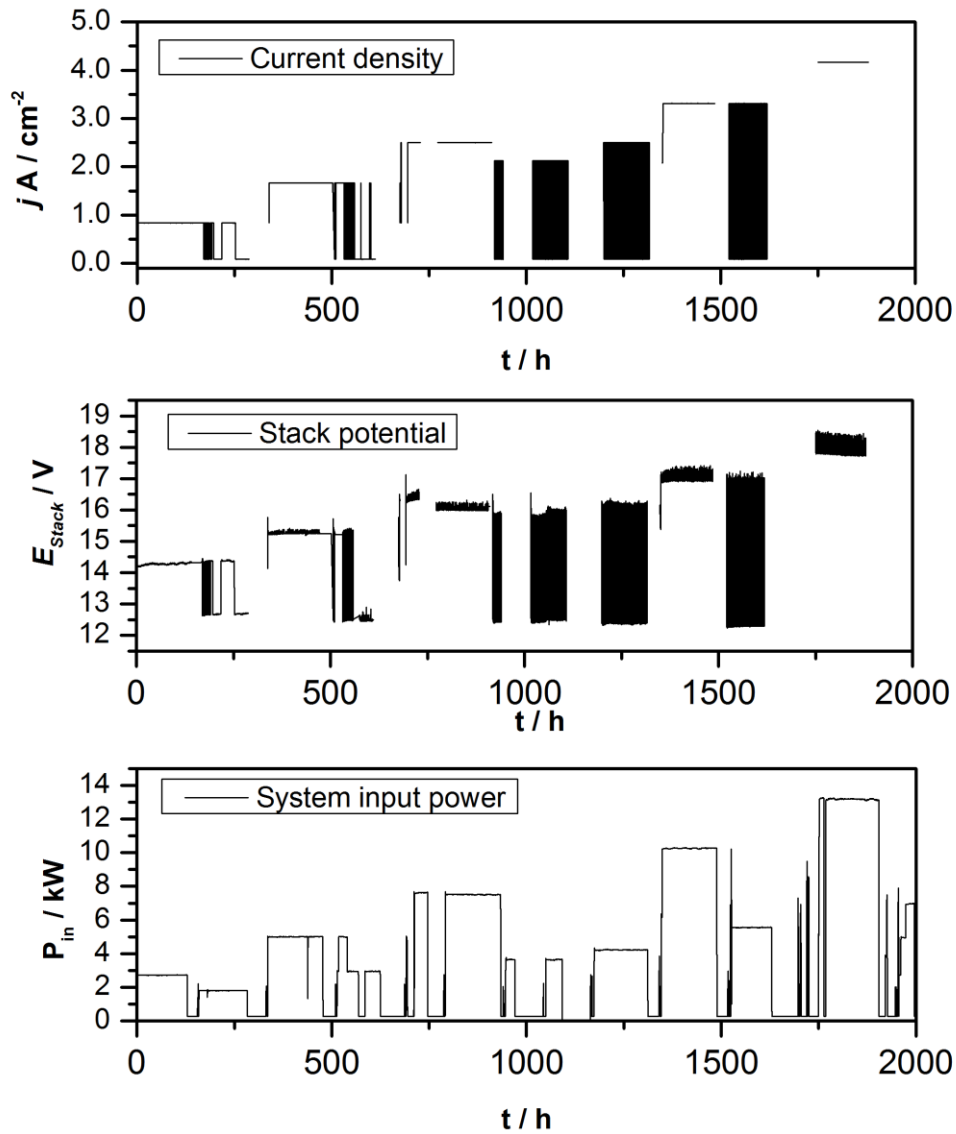 5.0
4.0
3.0
2.0
1.0
0.0
j A / cm⁻²
Current density
0 500 1000 1500 2000
t / h
19
18
17
16
15
14
13
12
E_Stack / V
Stack potential
0 500 1000 1500 2000
t / h
14
12
10
8
6
4
2
0
P_in / kW
System input power
0 500 1000 1500 2000
t / h